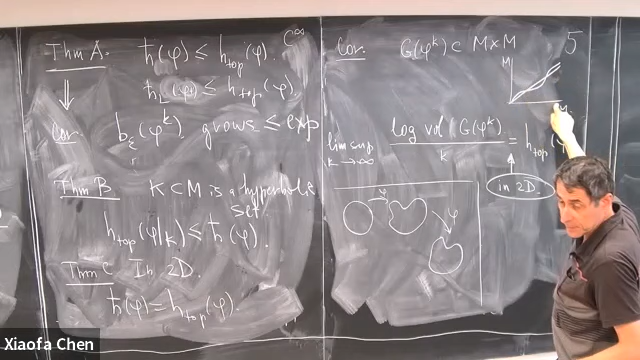 Thm A: ħ(φ) ≤ h_top(φ). C^∞
ħ_L(φ) ≤ h_top(φ).
⇓
Cor. b_ε(φ^k) grows ≤ exp
Thm B K ⊂ M is a hyperbolic
set.
h_top(φ|_K) ≤ ħ(φ).
Thm C In 2D.
ħ(φ) = h_top(φ).
Cor. G(φ^k) ⊂ M×M 5
M
lim sup k→∞ log vol G(φ^k) / k = h_top(φ
in 2D.
φ
φ
Xiaofa Chen